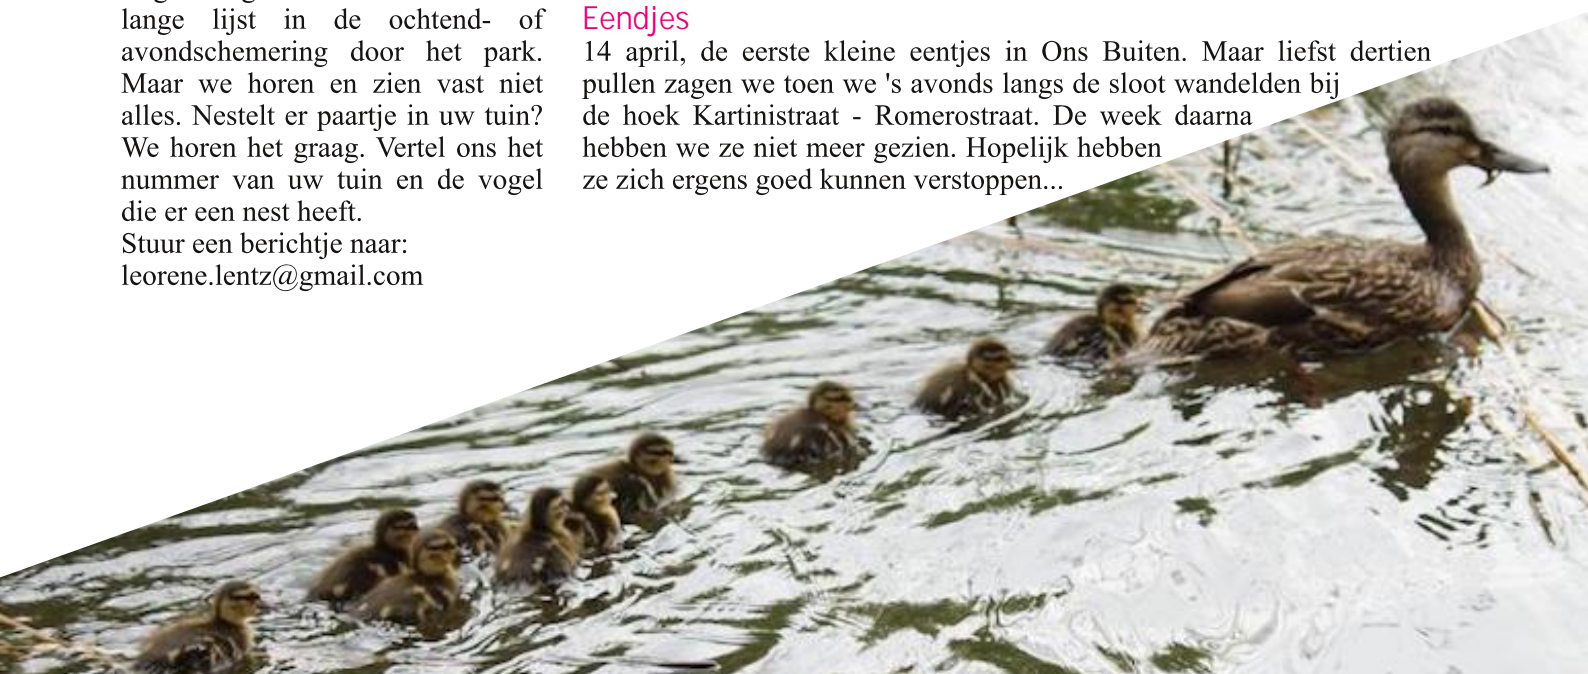 lange lijst in de ochtend- of
avondschemering door het park.
Maar we horen en zien vast niet
alles. Nestelt er paartje in uw tuin?
We horen het graag. Vertel ons het
nummer van uw tuin en de vogel
die er een nest heeft.
Stuur een berichtje naar:
leorene.lentz@gmail.com
Eendjes
14 april, de eerste kleine eentjes in Ons Buiten. Maar liefst dertien
pullen zagen we toen we 's avonds langs de sloot wandelden bij
de hoek Kartinistraat - Romerostraat. De week daarna
hebben we ze niet meer gezien. Hopelijk hebben
ze zich ergens goed kunnen verstoppen...